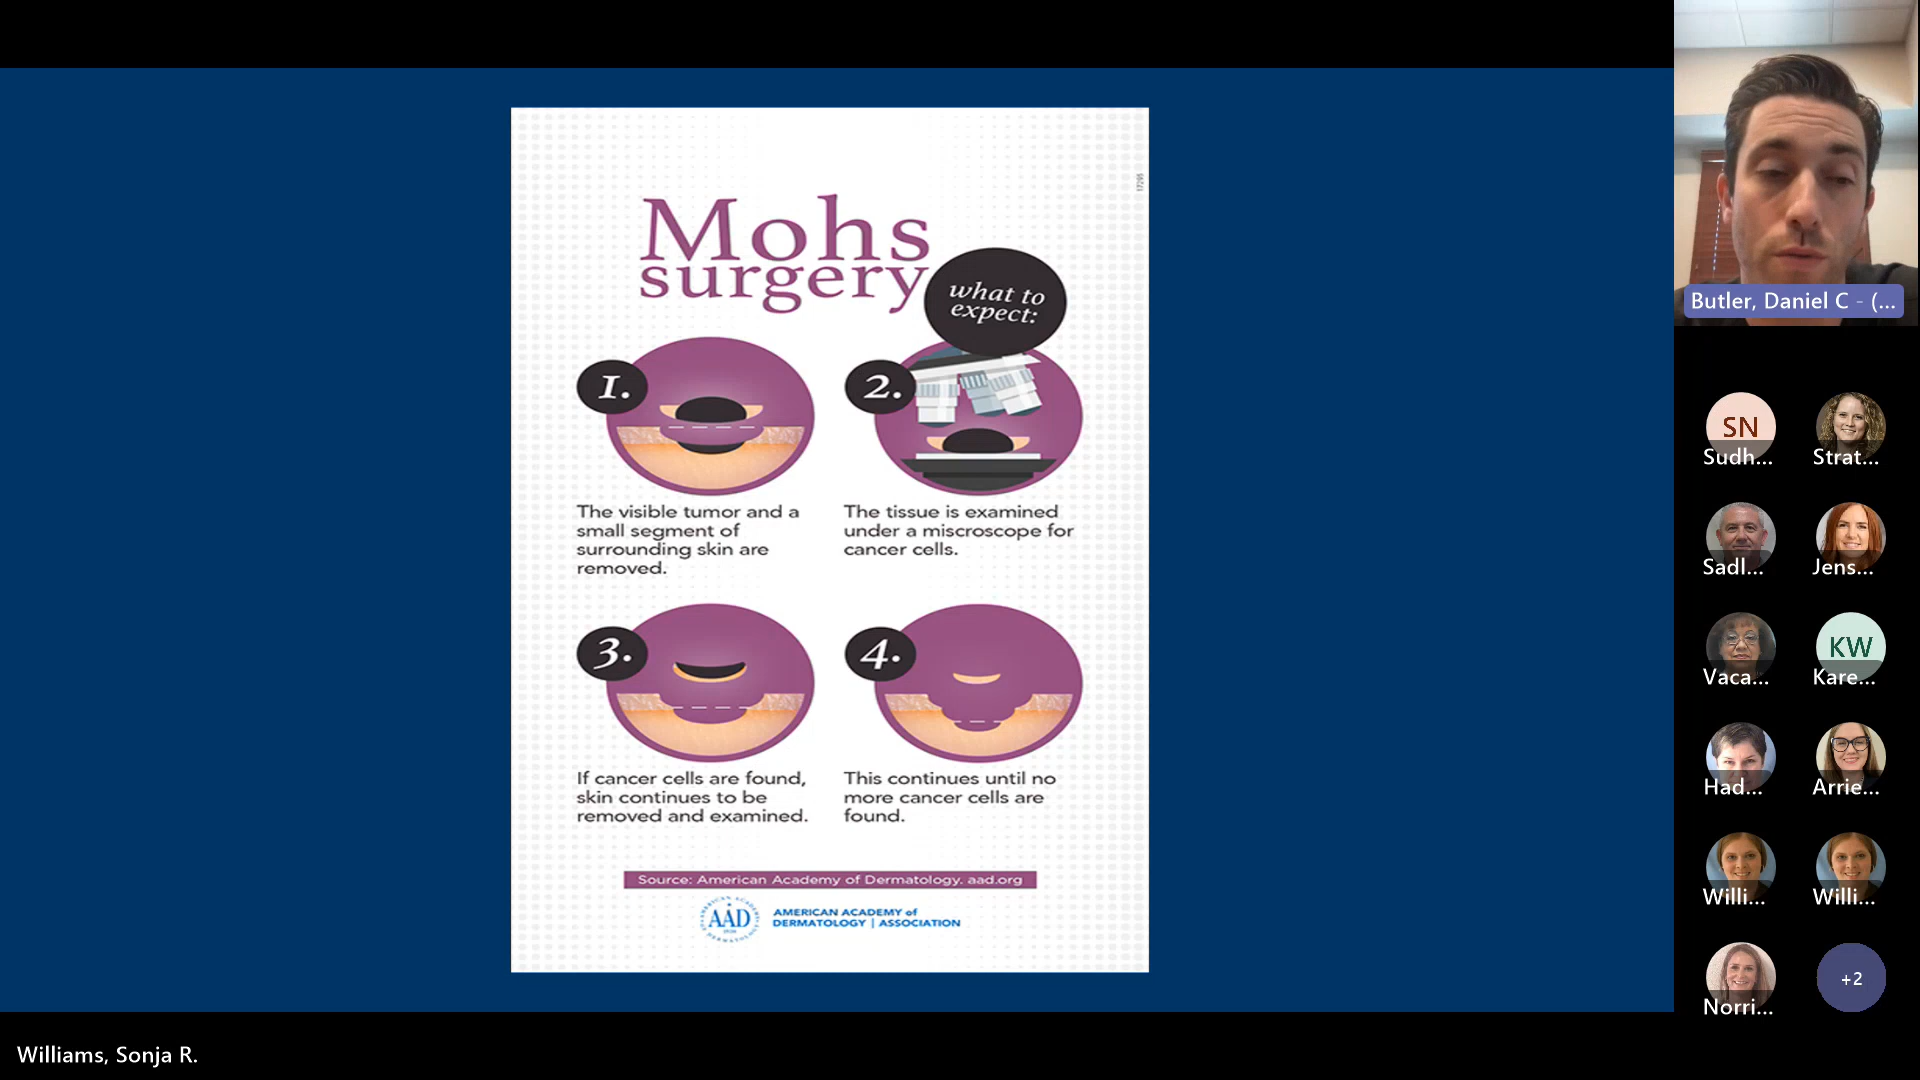 17295
Mohs
surgery
what to
expect:
1.
2.
The visible tumor and a
small segment of
surrounding skin are
removed.
The tissue is examined
under a miscroscope for
cancer cells.
3.
4.
If cancer cells are found,
skin continues to be
removed and examined.
This continues until no
more cancer cells are
found.
Source: American Academy of Dermatology. aad.org
AAD
AMERICAN ACADEMY of
DERMATOLOGY | ASSOCIATION
Butler, Daniel C - (...
SN
Sudh...
Strat...
Sadl...
Jens...
Vaca...
KW
Kare...
Had...
Arrie...
Willi...
Willi...
Norri...
+2
Williams, Sonja R.